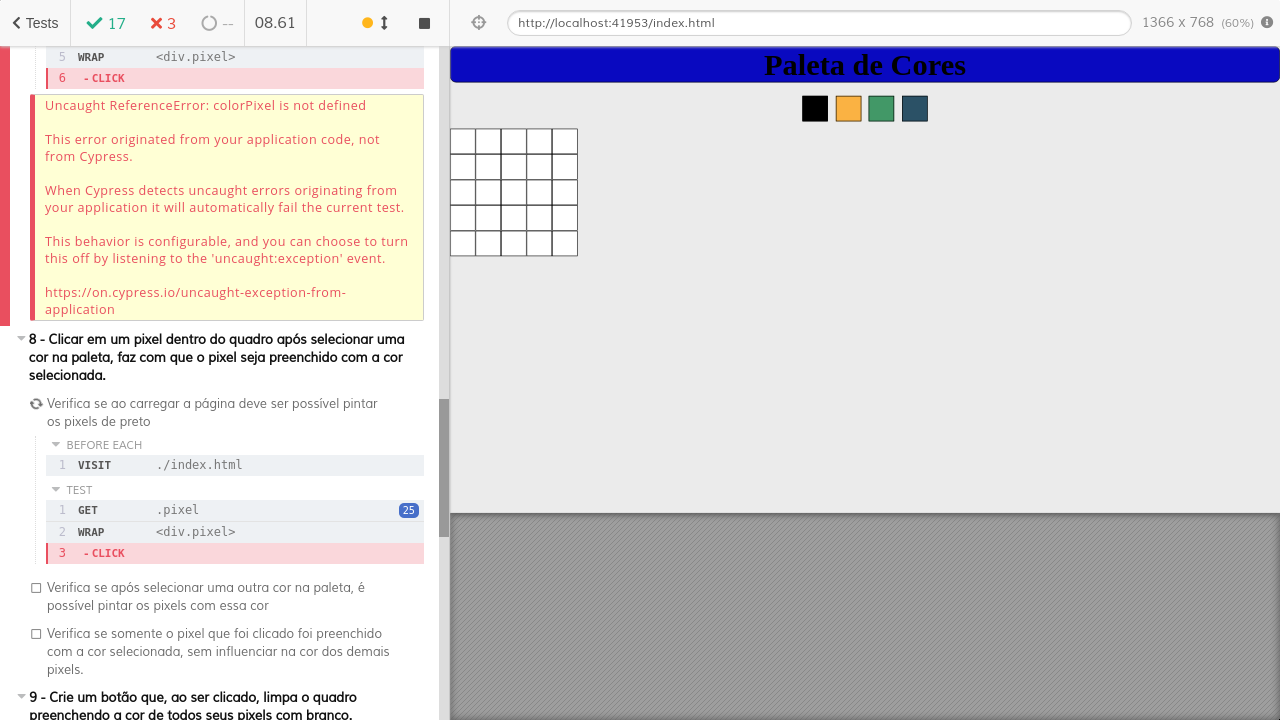 Tests
17
3
--
08.61
http://localhost:41953/index.html
1366 x 768 (60%)
5 WRAP <div.pixel>
6 - CLICK
Uncaught ReferenceError: colorPixel is not defined
This error originated from your application code, not
from Cypress.
When Cypress detects uncaught errors originating from
your application it will automatically fail the current test.
This behavior is configurable, and you can choose to turn
this off by listening to the 'uncaught:exception' event.
https://on.cypress.io/uncaught-exception-from-
application
8 - Clicar em um pixel dentro do quadro após selecionar uma
cor na paleta, faz com que o pixel seja preenchido com a cor
selecionada.
Verifica se ao carregar a página deve ser possível pintar
os pixels de preto
BEFORE EACH
1 VISIT ./index.html
TEST
1 GET .pixel 25
2 WRAP <div.pixel>
3 - CLICK
Verifica se após selecionar uma outra cor na paleta, é
possível pintar os pixels com essa cor
Verifica se somente o pixel que foi clicado foi preenchido
com a cor selecionada, sem influenciar na cor dos demais
pixels.
9 - Crie um botão que, ao ser clicado, limpa o quadro
preenchendo a cor de todos seus pixels com branco.
Paleta de Cores